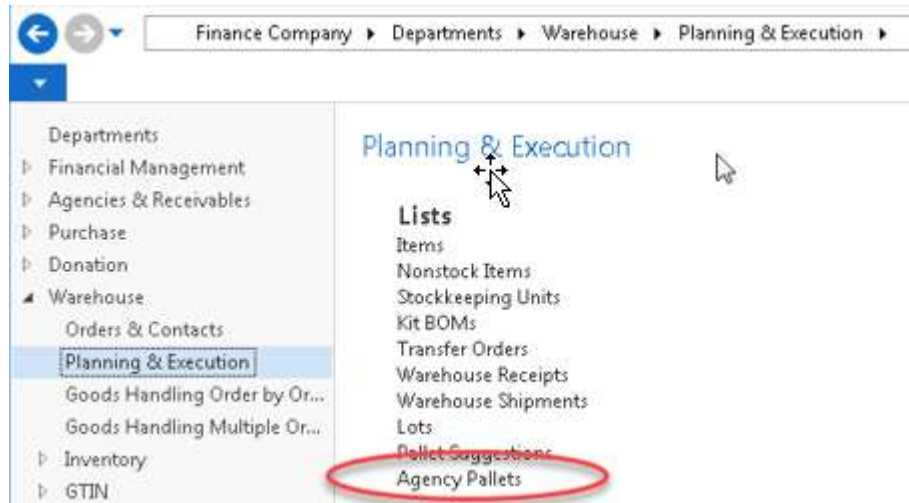 Finance Company ▸ Departments ▸ Warehouse ▸ Planning & Execution ▸
Departments
Financial Management
Agencies & Receivables
Purchase
Donation
Warehouse
Orders & Contacts
Planning & Execution
Goods Handling Order by Or...
Goods Handling Multiple Or...
Inventory
GTIN
Planning & Execution
Lists
Items
Nonstock Items
Stockkeeping Units
Kit BOMs
Transfer Orders
Warehouse Receipts
Warehouse Shipments
Lots
Pallet Suggestions
Agency Pallets